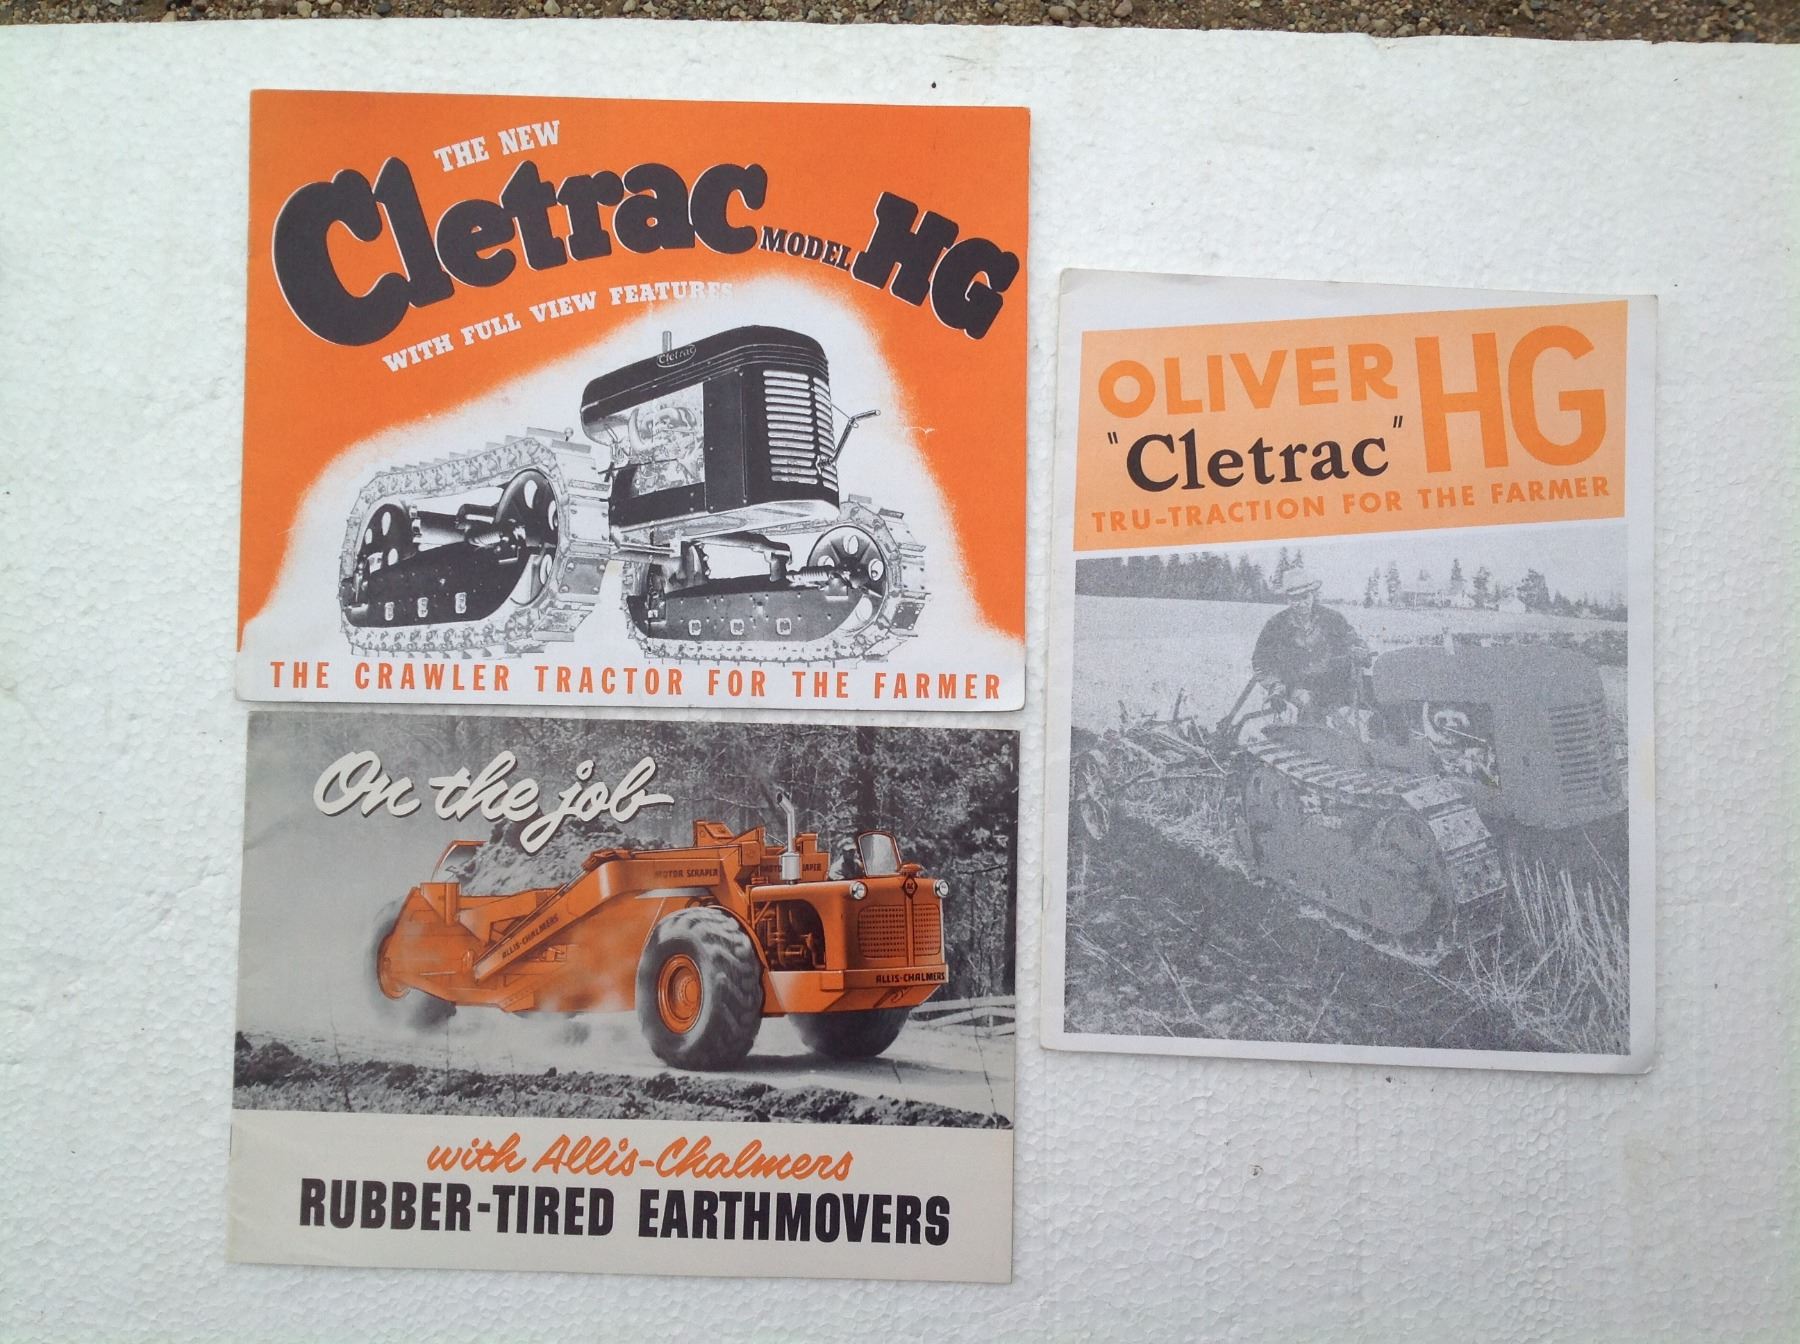 THE NEW
Cletrac MODEL HG
WITH FULL VIEW FEATURES
Cletrac
THE CRAWLER TRACTOR FOR THE FARMER
On the job
MOTOR SCRAPER
ALLIS-CHALMERS
AC
ALLIS-CHALMERS
with Allis-Chalmers
RUBBER-TIRED EARTHMOVERS
OLIVER HG
"Cletrac"
TRU-TRACTION FOR THE FARMER